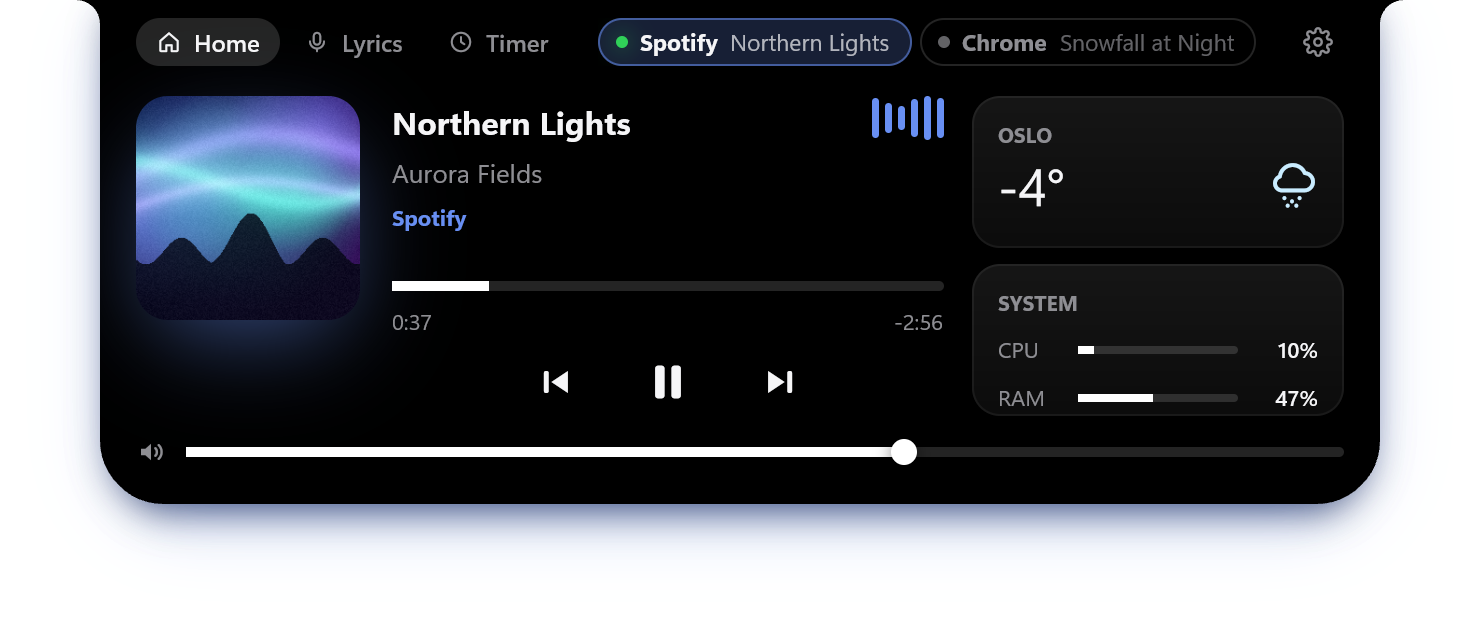 Home Lyrics Timer Spotify Northern Lights Chrome Snowfall at Night
Northern Lights
Aurora Fields
Spotify
0:37 -2:56
OSLO
-4°
SYSTEM
CPU 10%
RAM 47%